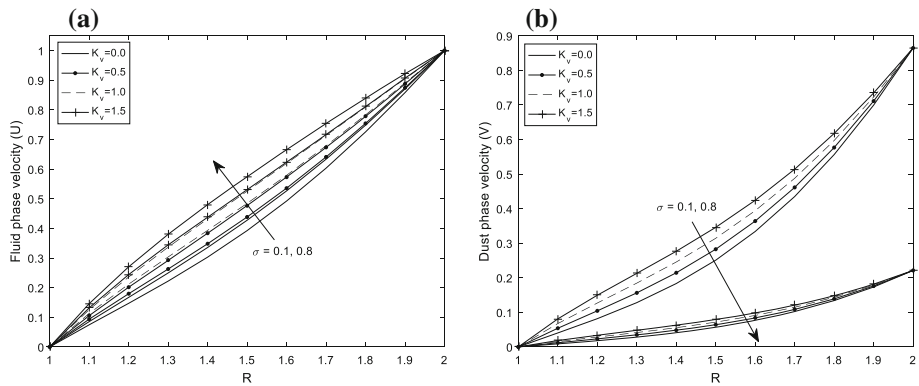 (a)
1
0.9
0.8
0.7
0.6
0.5
0.4
0.3
0.2
0.1
0
Fluid phase velocity (U)
K_v=0.0
K_v=0.5
K_v=1.0
K_v=1.5
σ = 0.1, 0.8
1 1.1 1.2 1.3 1.4 1.5 1.6 1.7 1.8 1.9 2
R
(b)
0.9
0.8
0.7
0.6
0.5
0.4
0.3
0.2
0.1
0
Dust phase velocity (V)
K_v=0.0
K_v=0.5
K_v=1.0
K_v=1.5
σ = 0.1, 0.8
1 1.1 1.2 1.3 1.4 1.5 1.6 1.7 1.8 1.9 2
R